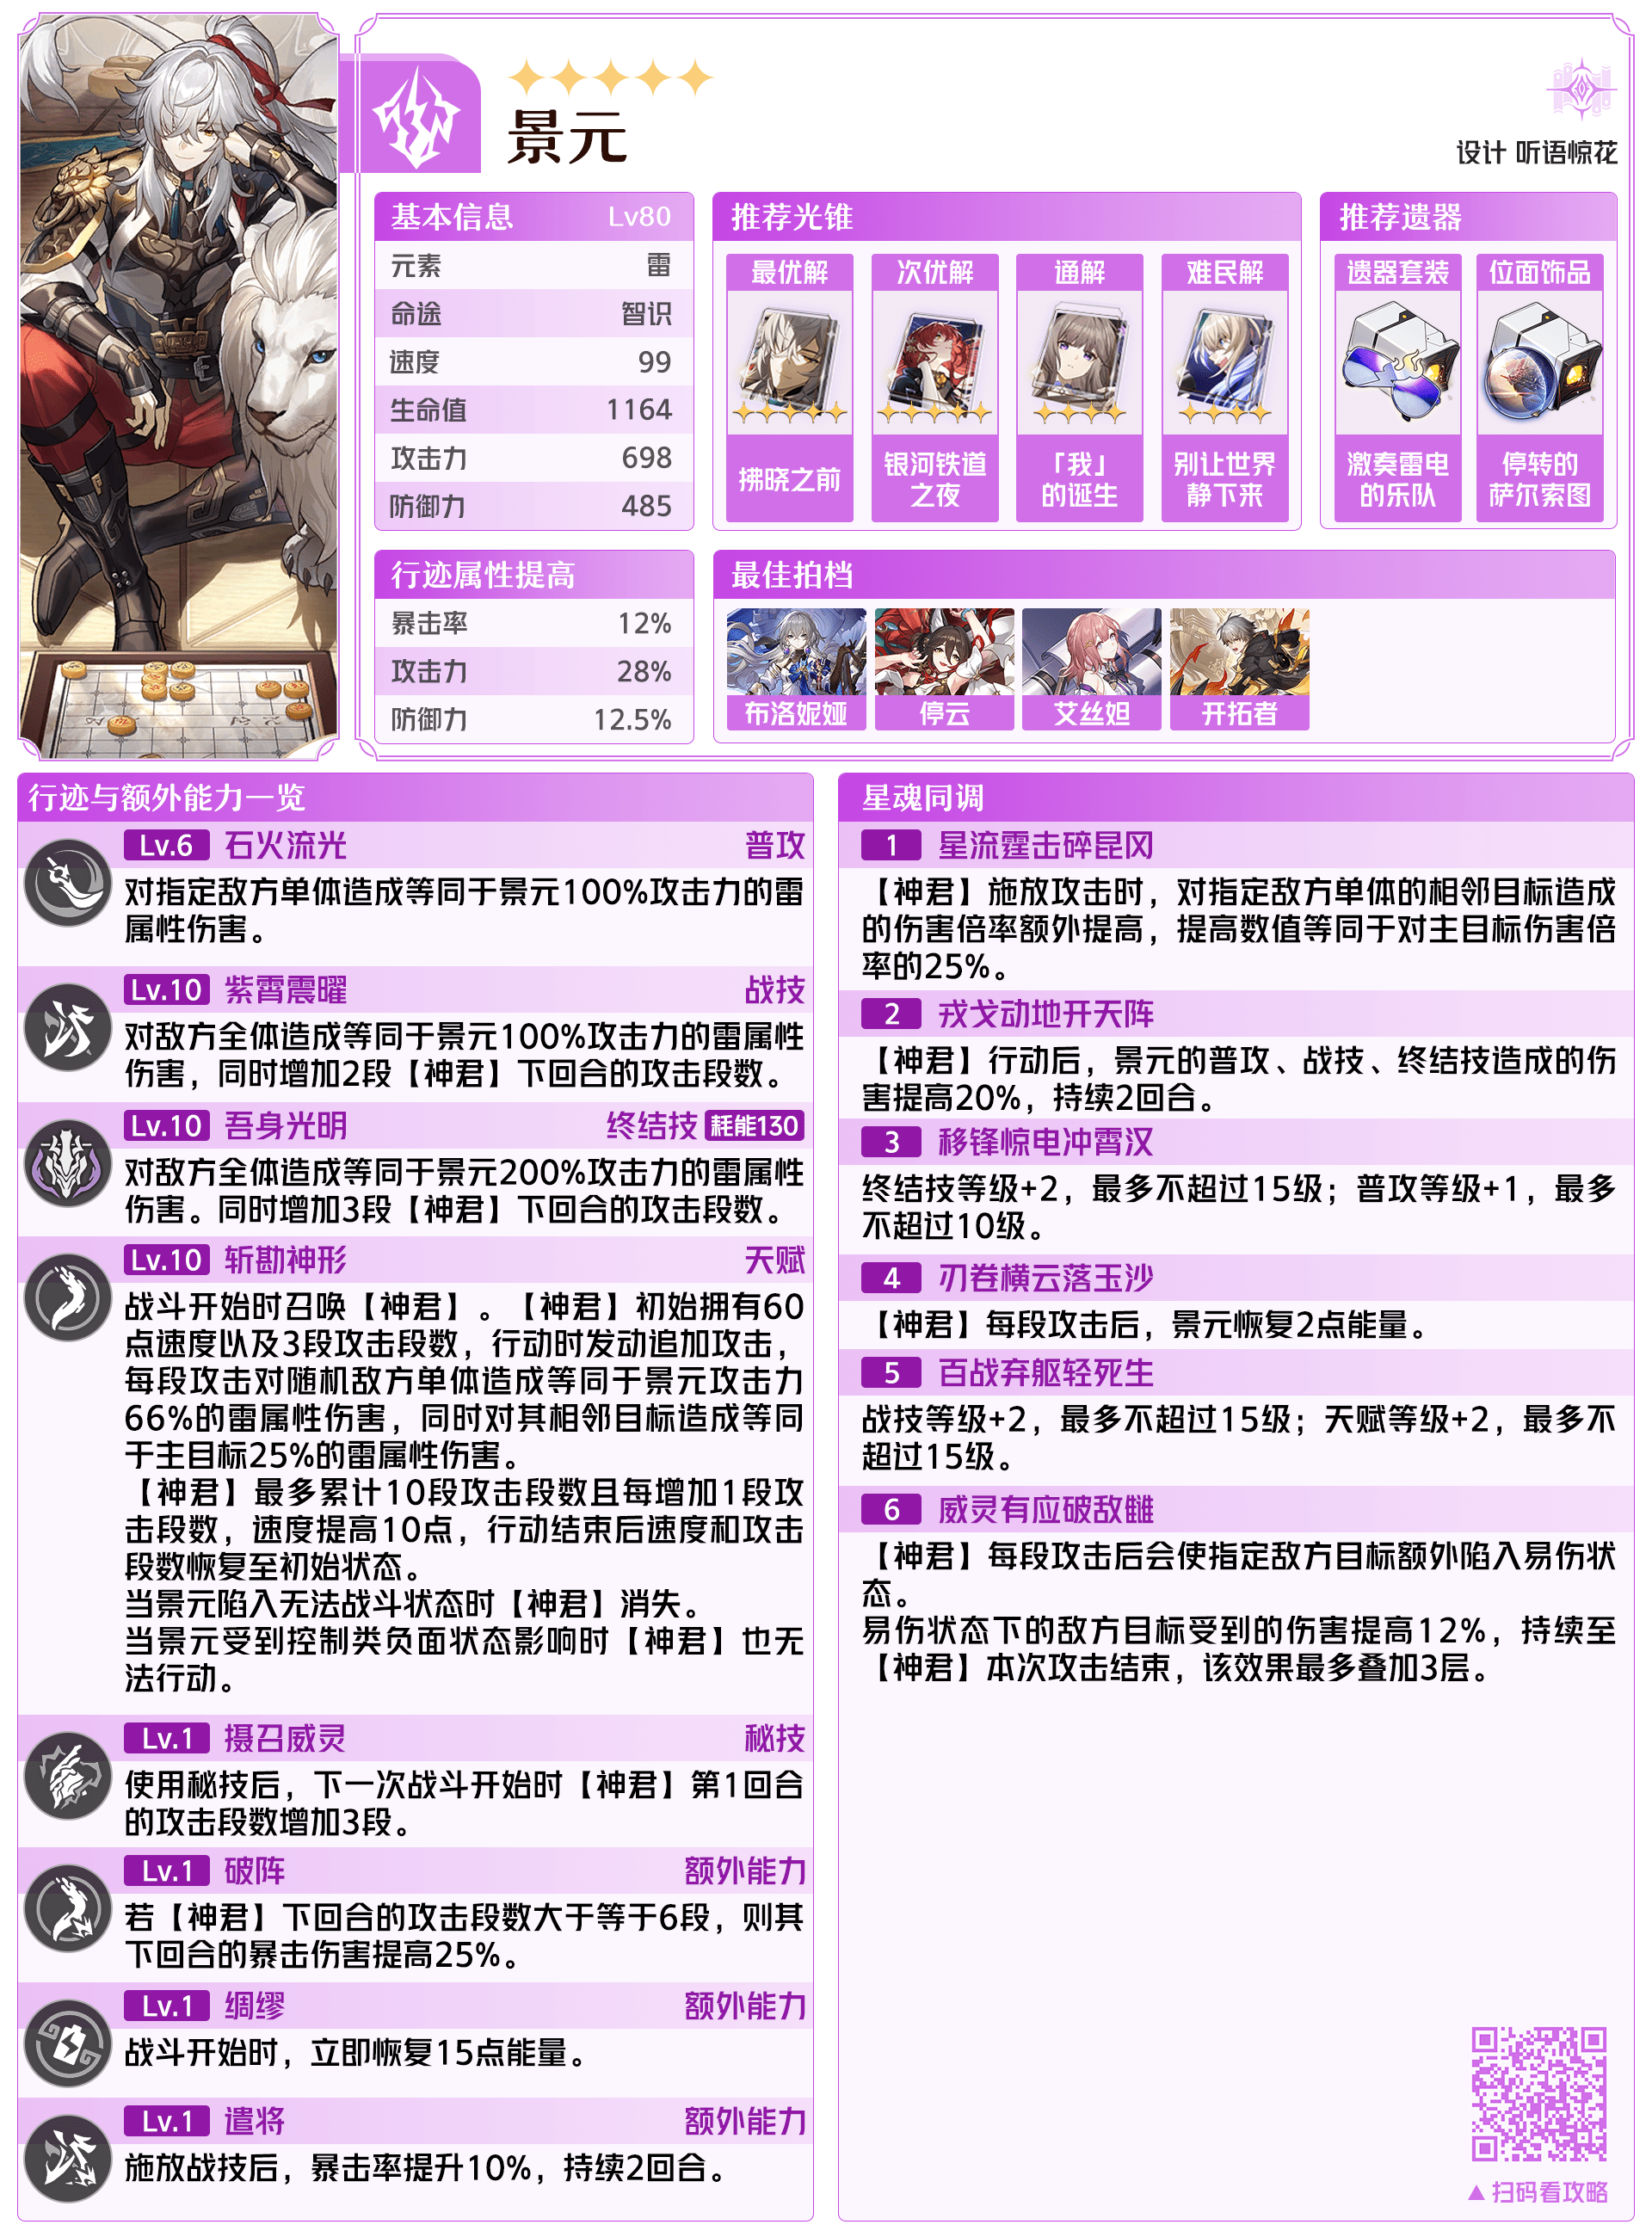 景元
设计 听语惊花
基本信息 Lv80
元素 雷
命途 智识
速度 99
生命值 1164
攻击力 698
防御力 485
推荐光锥
最优解 次优解 通解 难民解
拂晓之前
银河铁道
之夜
「我」
的诞生
别让世界
静下来
推荐遗器
遗器套装 位面饰品
激奏雷电
的乐队
停转的
萨尔索图
行迹属性提高
暴击率 12%
攻击力 28%
防御力 12.5%
最佳拍档
布洛妮娅 停云 艾丝妲 开拓者
行迹与额外能力一览
Lv.6 石火流光 普攻
对指定敌方单体造成等同于景元100%攻击力的雷
属性伤害。
Lv.10 紫霄震曜 战技
对敌方全体造成等同于景元100%攻击力的雷属性
伤害，同时增加2段【神君】下回合的攻击段数。
Lv.10 吾身光明 终结技 耗能130
对敌方全体造成等同于景元200%攻击力的雷属性
伤害。同时增加3段【神君】下回合的攻击段数。
Lv.10 斩勘神形 天赋
战斗开始时召唤【神君】。【神君】初始拥有60
点速度以及3段攻击段数，行动时发动追加攻击，
每段攻击对随机敌方单体造成等同于景元攻击力
66%的雷属性伤害，同时对其相邻目标造成等同
于主目标25%的雷属性伤害。
【神君】最多累计10段攻击段数且每增加1段攻
击段数，速度提高10点，行动结束后速度和攻击
段数恢复至初始状态。
当景元陷入无法战斗状态时【神君】消失。
当景元受到控制类负面状态影响时【神君】也无
法行动。
Lv.1 摄召威灵 秘技
使用秘技后，下一次战斗开始时【神君】第1回合
的攻击段数增加3段。
Lv.1 破阵 额外能力
若【神君】下回合的攻击段数大于等于6段，则其
下回合的暴击伤害提高25%。
Lv.1 绸缪 额外能力
战斗开始时，立即恢复15点能量。
Lv.1 遣将 额外能力
施放战技后，暴击率提升10%，持续2回合。
星魂同调
1 星流霆击碎昆冈
【神君】施放攻击时，对指定敌方单体的相邻目标造成
的伤害倍率额外提高，提高数值等同于对主目标伤害倍
率的25%。
2 戎戈动地开天阵
【神君】行动后，景元的普攻、战技、终结技造成的伤
害提高20%，持续2回合。
3 移锋惊电冲霄汉
终结技等级+2，最多不超过15级；普攻等级+1，最多
不超过10级。
4 刃卷横云落玉沙
【神君】每段攻击后，景元恢复2点能量。
5 百战弃躯轻死生
战技等级+2，最多不超过15级；天赋等级+2，最多不
超过15级。
6 威灵有应破敌雠
【神君】每段攻击后会使指定敌方目标额外陷入易伤状
态。
易伤状态下的敌方目标受到的伤害提高12%，持续至
【神君】本次攻击结束，该效果最多叠加3层。
▲扫码看攻略